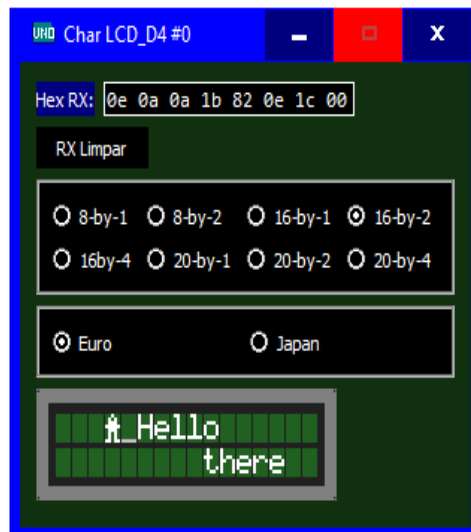 UNO Char LCD_D4 #0
Hex RX: 0e 0a 0a 1b 82 0e 1c 00
RX Limpar
8-by-1 8-by-2 16-by-1 16-by-2
16by-4 20-by-1 20-by-2 20-by-4
Euro Japan
_Hello
there